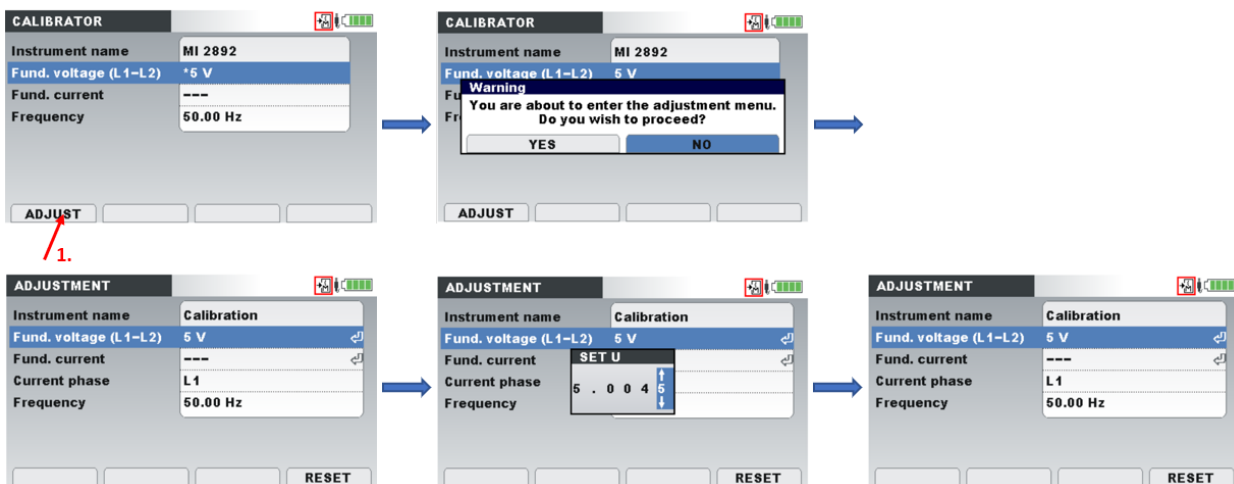 CALIBRATOR
Instrument name MI 2892
Fund. voltage (L1-L2) *5 V
Fund. current ---
Frequency 50.00 Hz
ADJUST
1.
CALIBRATOR
Instrument name MI 2892
Fund. voltage (L1-L2) 5 V
Fu
Fr
Warning
You are about to enter the adjustment menu.
Do you wish to proceed?
YES NO
ADJUST
ADJUSTMENT
Instrument name Calibration
Fund. voltage (L1-L2) 5 V
Fund. current ---
Current phase L1
Frequency 50.00 Hz
RESET
ADJUSTMENT
Instrument name Calibration
Fund. voltage (L1-L2) 5 V
Fund. current
Current phase
Frequency
SET U
5 . 0 0 4 5
RESET
ADJUSTMENT
Instrument name Calibration
Fund. voltage (L1-L2) 5 V
Fund. current ---
Current phase L1
Frequency 50.00 Hz
RESET